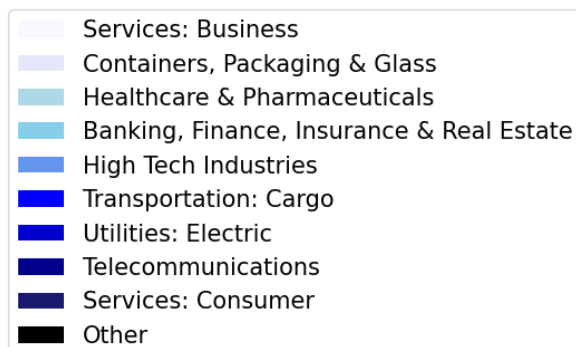 Services: Business
Containers, Packaging & Glass
Healthcare & Pharmaceuticals
Banking, Finance, Insurance & Real Estate
High Tech Industries
Transportation: Cargo
Utilities: Electric
Telecommunications
Services: Consumer
Other